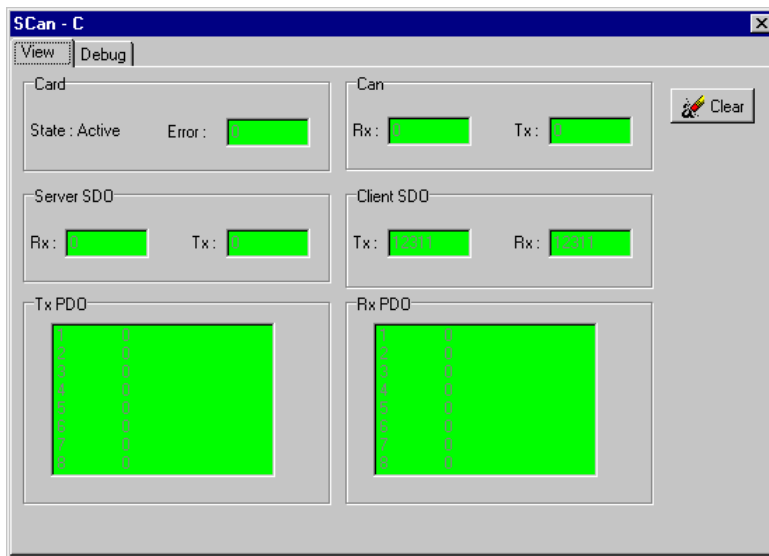 SCan - C
View Debug
Card
State : Active Error : 0
Can
Rx : 0 Tx : 0
Clear
Server SDO
Rx : 0 Tx : 0
Client SDO
Tx : 12311 Rx : 12311
Tx PDO
1 0
2 0
3 0
4 0
5 0
6 0
7 0
8 0
Rx PDO
1 0
2 0
3 0
4 0
5 0
6 0
7 0
8 0